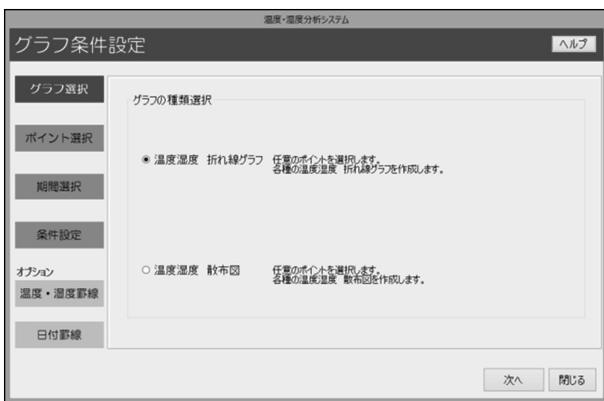 温度・湿度分析システム
グラフ条件設定
ヘルプ
グラフ選択
ポイント選択
期間選択
条件設定
オプション
温度・湿度罫線
日付罫線
グラフの種類選択
温度湿度 折れ線グラフ 任意のポイントを選択します。
各種の温度湿度 折れ線グラフを作成します。
温度湿度 散布図 任意のポイントを選択します。
各種の温度湿度 散布図を作成します。
次へ
閉じる